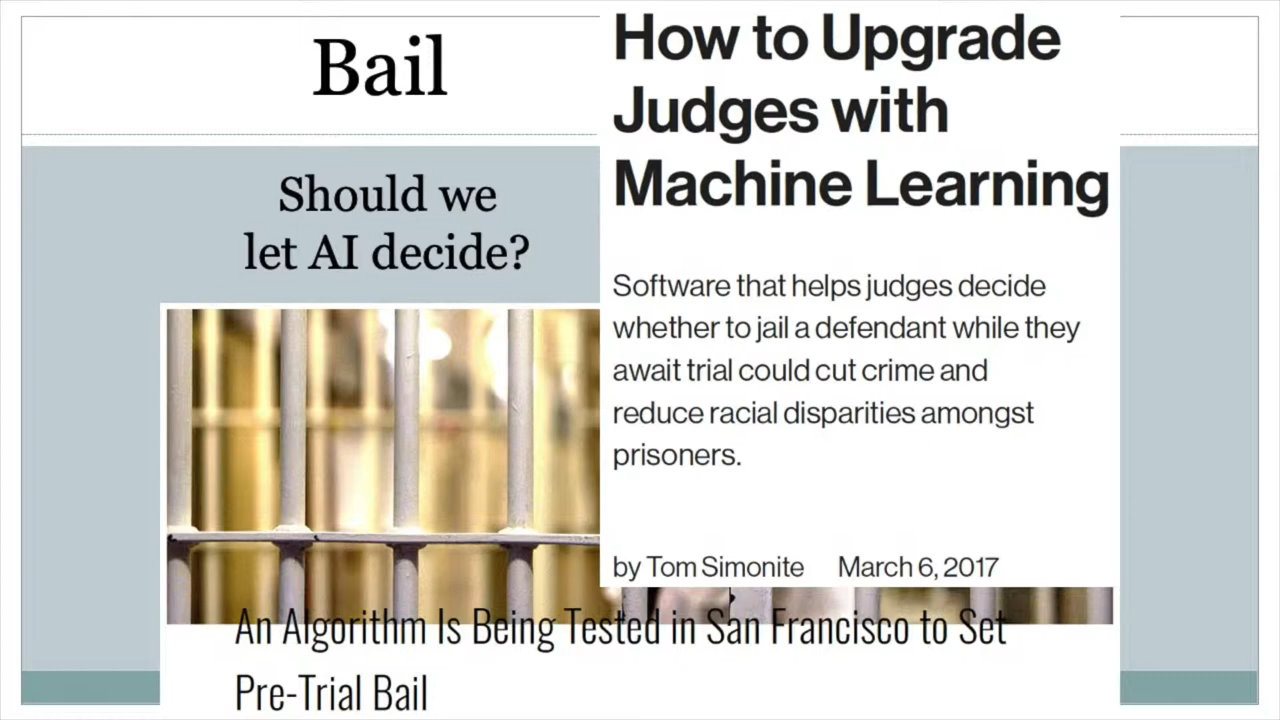 Bail
Should we
let AI decide?
How to Upgrade
Judges with
Machine Learning
Software that helps judges decide
whether to jail a defendant while they
await trial could cut crime and
reduce racial disparities amongst
prisoners.
by Tom Simonite March 6, 2017
An Algorithm Is Being Tested in San Francisco to Set
Pre-Trial Bail